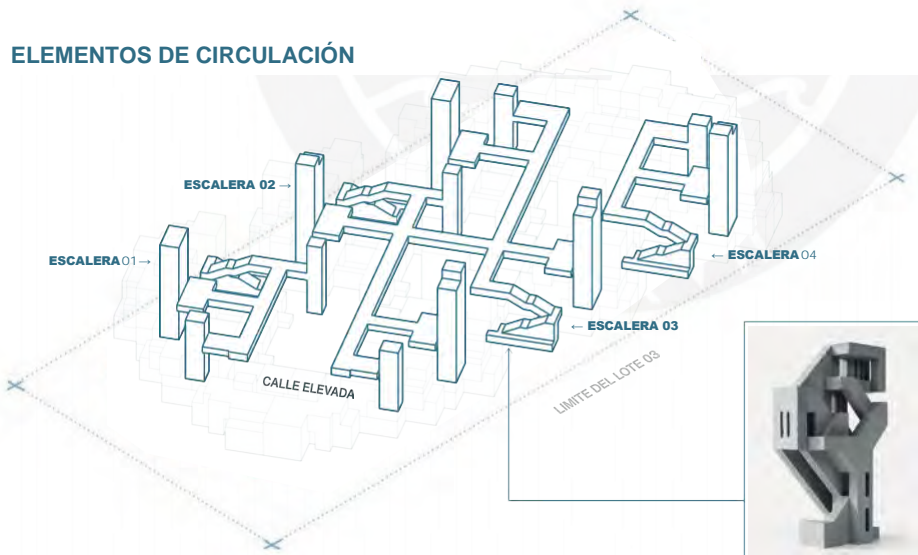 ELEMENTOS DE CIRCULACIÓN
ESCALERA 02 →
ESCALERA 01 →
← ESCALERA 04
← ESCALERA 03
LIMITE DEL LOTE 03
CALLE ELEVADA